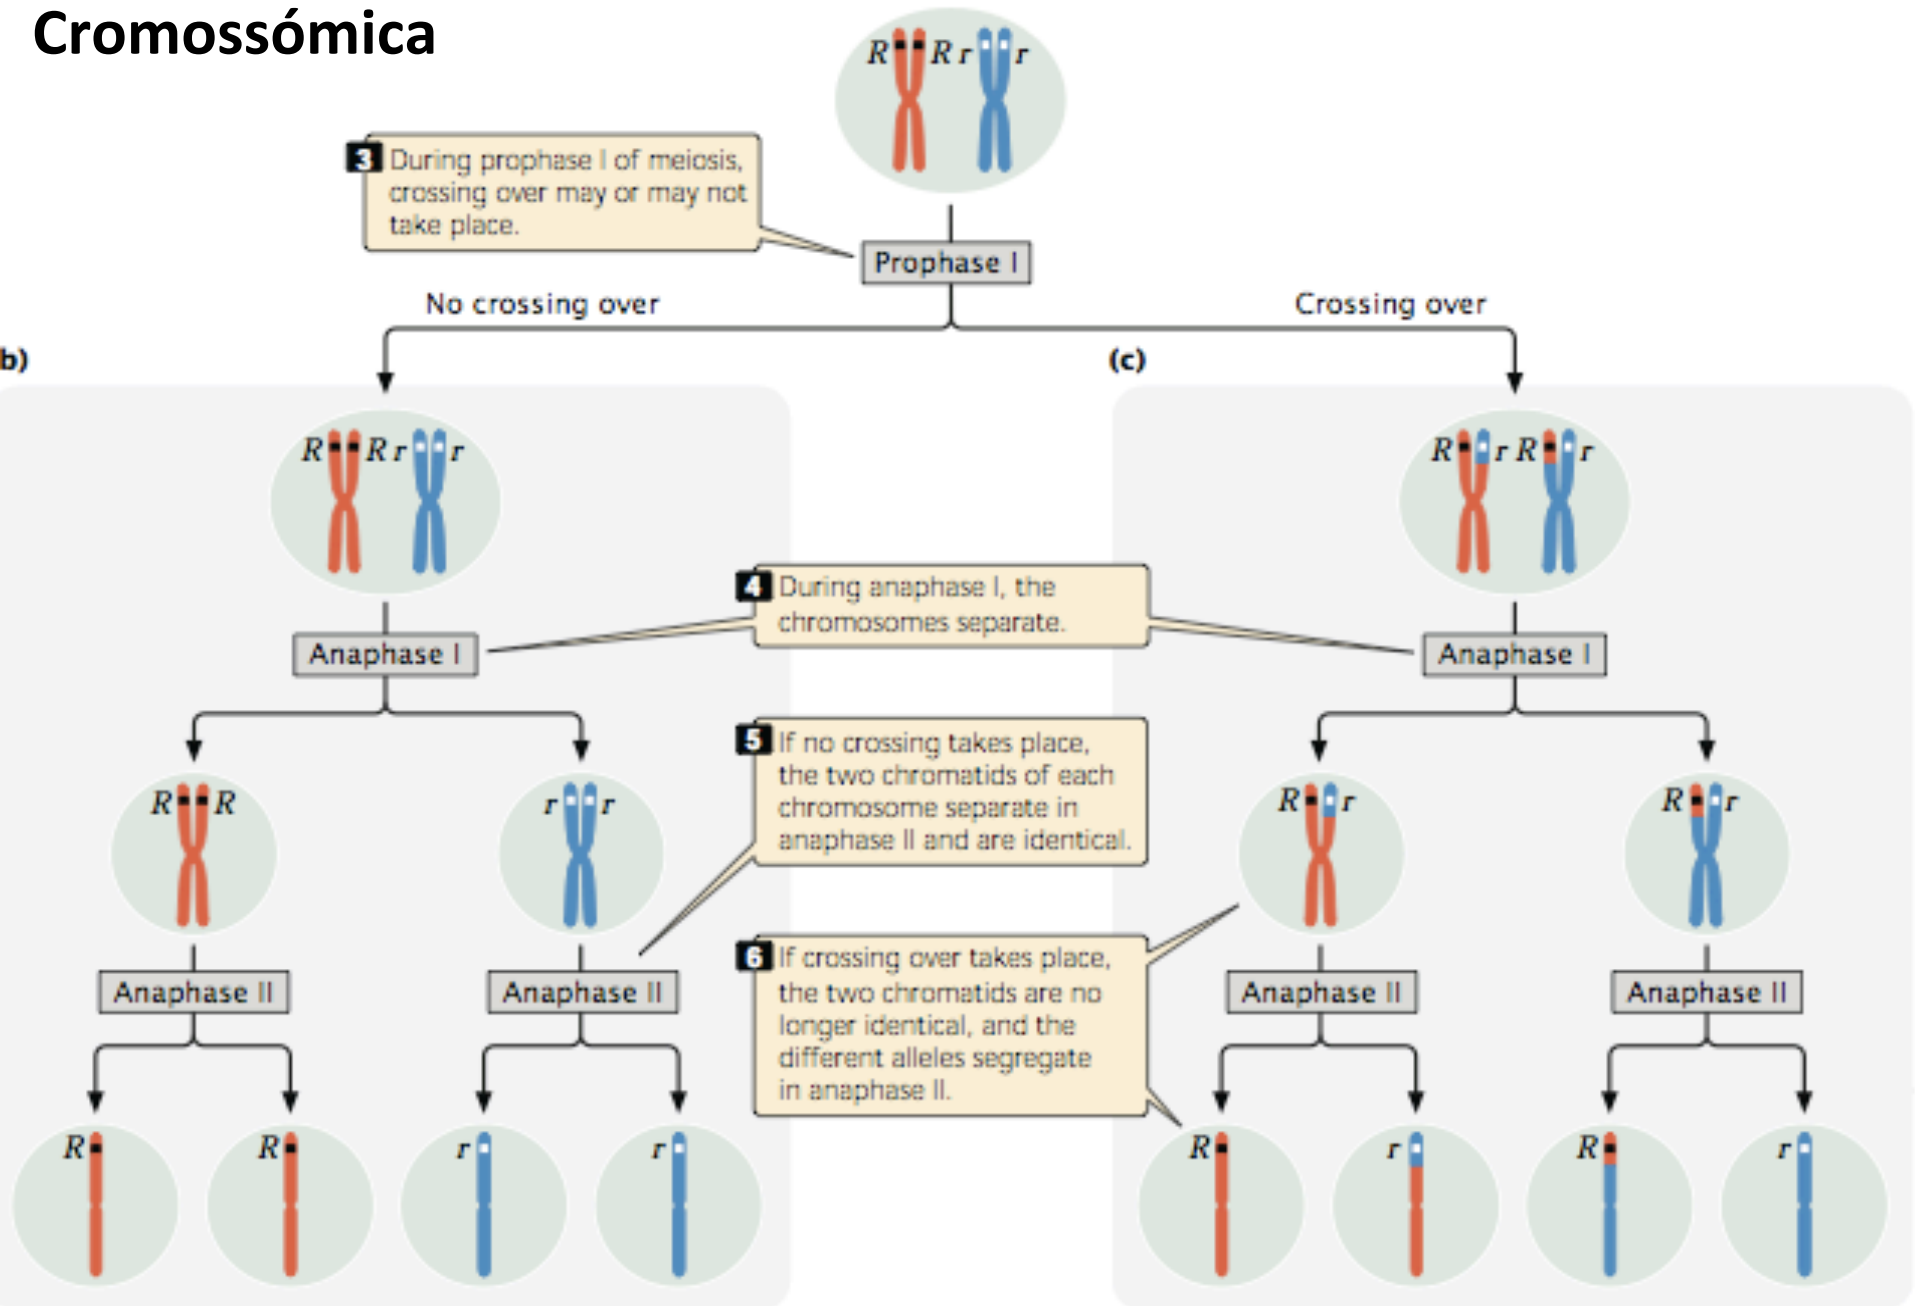 Cromossómica
R R r r
3 During prophase I of meiosis,
crossing over may or may not
take place.
Prophase I
No crossing over
Crossing over
b)
(c)
R R r r
R r R r
4 During anaphase I, the
chromosomes separate.
Anaphase I
Anaphase I
5 If no crossing takes place,
the two chromatids of each
chromosome separate in
anaphase II and are identical.
R R
r r
R r
R r
6 If crossing over takes place,
the two chromatids are no
longer identical, and the
different alleles segregate
in anaphase II.
Anaphase II
Anaphase II
Anaphase II
Anaphase II
R
R
r
r
R
r
R
r